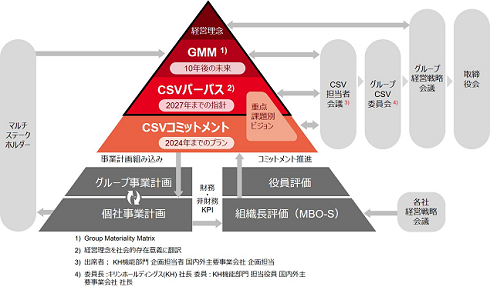 経営理念
GMM 1)
10年後の未来
CSVパーパス 2)
2027年までの指針
重点
課題別
ビジョン
CSVコミットメント
2024年までのプラン
マルチ
ステーク
ホルダー
CSV
担当者
会議 3)
グループ
CSV
委員会 4)
グループ
経営戦略
会議
取締
役会
事業計画組み込み
コミットメント推進
グループ事業計画
個社事業計画
財務
・
非財務
KPI
役員評価
組織長評価（MBO-S）
各社
経営戦略
会議
1) Group Materiality Matrix
2) 経営理念を社会的存在意義に翻訳
3) 出席者； KH機能部門 企画担当者 国内外主要事業会社 企画担当
4) 委員長：キリンホールディングス(KH) 社長 委員：KH機能部門 担当役員 国内外主
要事業会社 社長